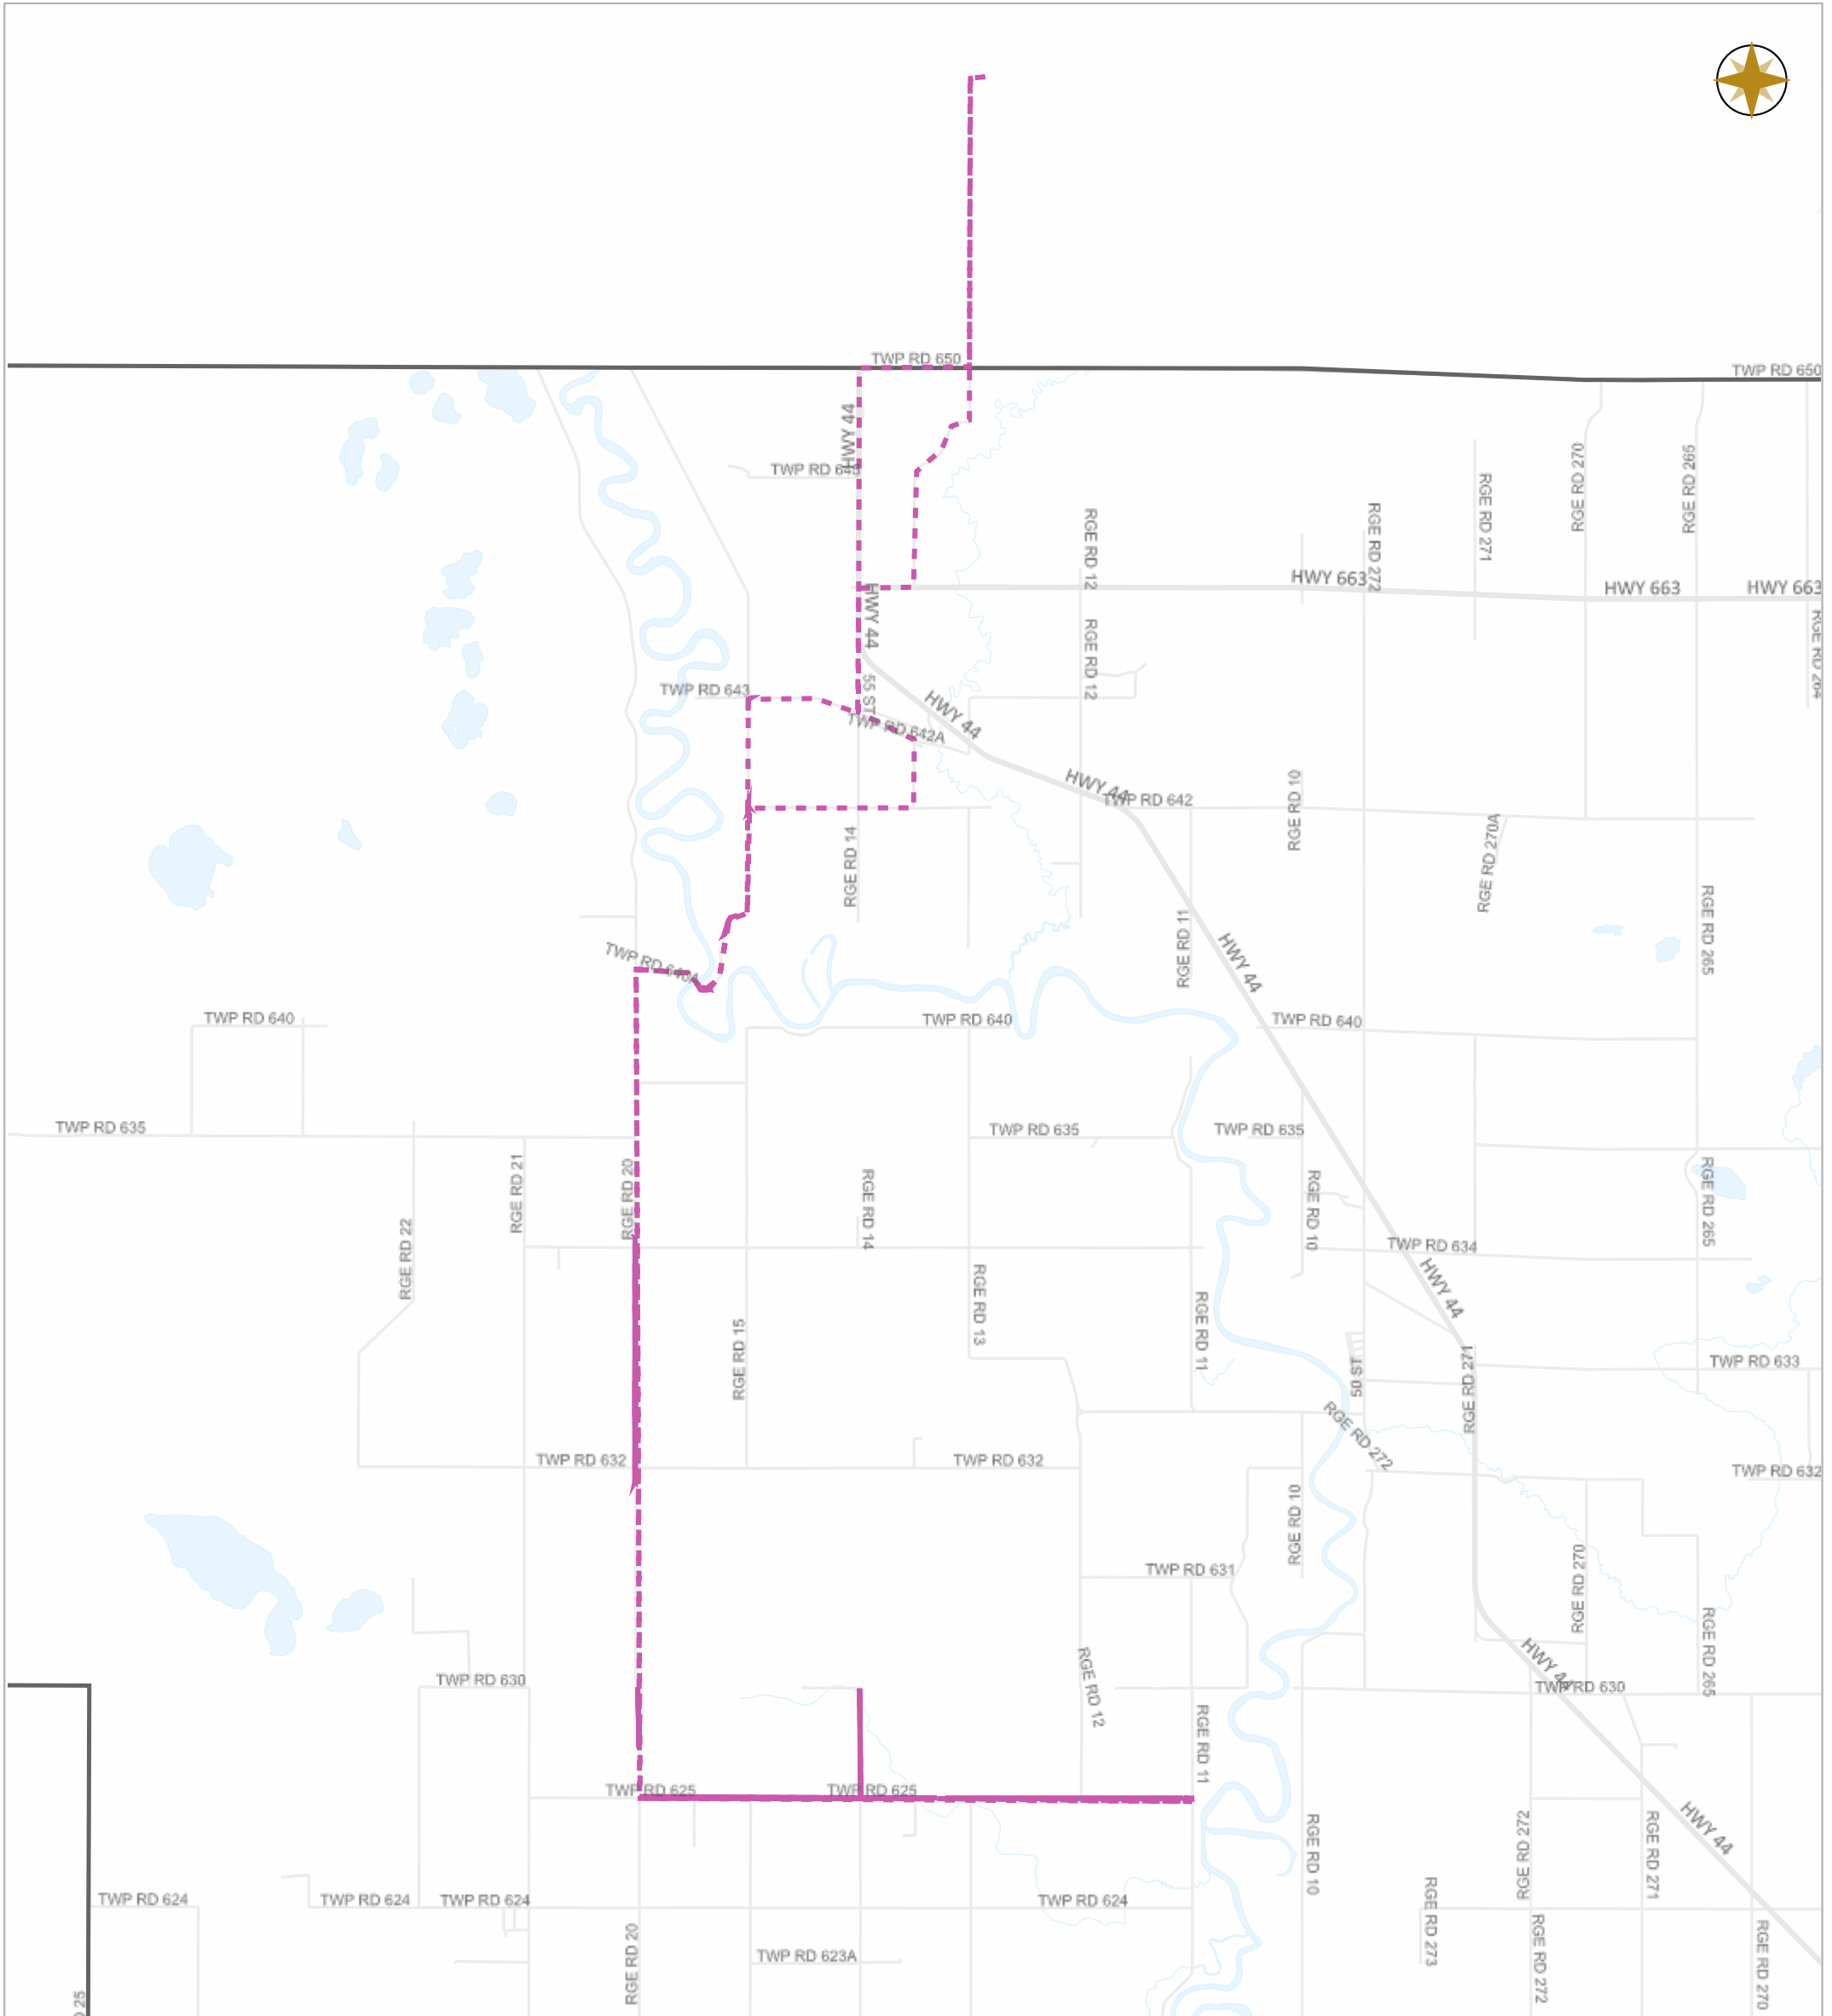 TWP RD 650
TWP RD 650
HWY 44
TWP RD 645
RGE RD 270
RGE RD 265
RGE RD 271
RGE RD 272
RGE RD 12
HWY 663
HWY 663
HWY 663
HWY 44
RGE RD 264
RGE RD 12
TWP RD 643
55 ST
HWY 44
TWP RD 642A
HWY 44
TWP RD 642
RGE RD 10
RGE RD 14
RGE RD 270A
RGE RD 11
RGE RD 265
HWY 44
TWP RD 640
TWP RD 640
TWP RD 640
TWP RD 635
TWP RD 635
TWP RD 635
RGE RD 21
RGE RD 20
RGE RD 14
RGE RD 10
RGE RD 265
RGE RD 22
TWP RD 634
HWY 44
RGE RD 13
RGE RD 11
RGE RD 15
50 ST
RGE RD 271
TWP RD 633
RGE RD 272
TWP RD 632
TWP RD 632
TWP RD 632
RGE RD 10
TWP RD 631
RGE RD 270
RGE RD 265
TWP RD 630
RGE RD 12
HWY 44
TWP RD 630
RGE RD 11
TWP RD 625
TWP RD 625
HWY 44
RGE RD 10
RGE RD 272
RGE RD 271
TWP RD 624
TWP RD 624
TWP RD 624
TWP RD 624
RGE RD 273
RGE RD 272
RGE RD 270
TWP RD 623A
RGE RD 20
25